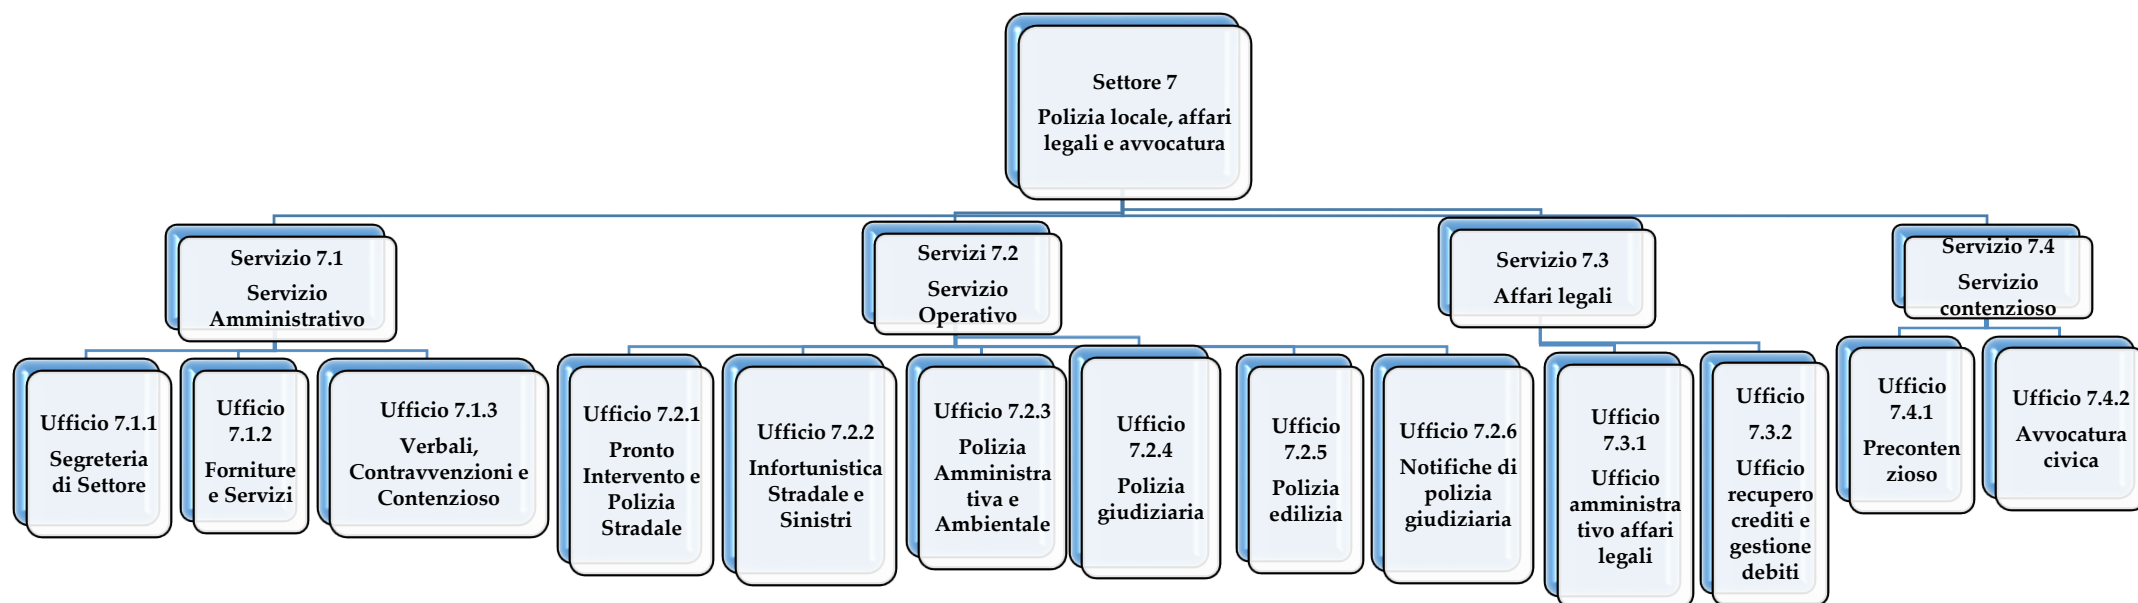 Settore 7
Polizia locale, affari
legali e avvocatura
Servizio 7.1
Servizio
Amministrativo
Servizi 7.2
Servizio
Operativo
Servizio 7.3
Affari legali
Servizio 7.4
Servizio
contenzioso
Ufficio 7.1.1
Segreteria
di Settore
Ufficio
7.1.2
Forniture
e Servizi
Ufficio 7.1.3
Verbali,
Contravvenzioni e
Contenzioso
Ufficio 7.2.1
Pronto
Intervento e
Polizia
Stradale
Ufficio 7.2.2
Infortunistica
Stradale e
Sinistri
Ufficio 7.2.3
Polizia
Amministra
tiva e
Ambientale
Ufficio
7.2.4
Polizia
giudiziaria
Ufficio
7.2.5
Polizia
edilizia
Ufficio 7.2.6
Notifiche di
polizia
giudiziaria
Ufficio
7.3.1
Ufficio
amministra
tivo affari
legali
Ufficio
7.3.2
Ufficio
recupero
crediti e
gestione
debiti
Ufficio
7.4.1
Preconten
zioso
Ufficio 7.4.2
Avvocatura
civica